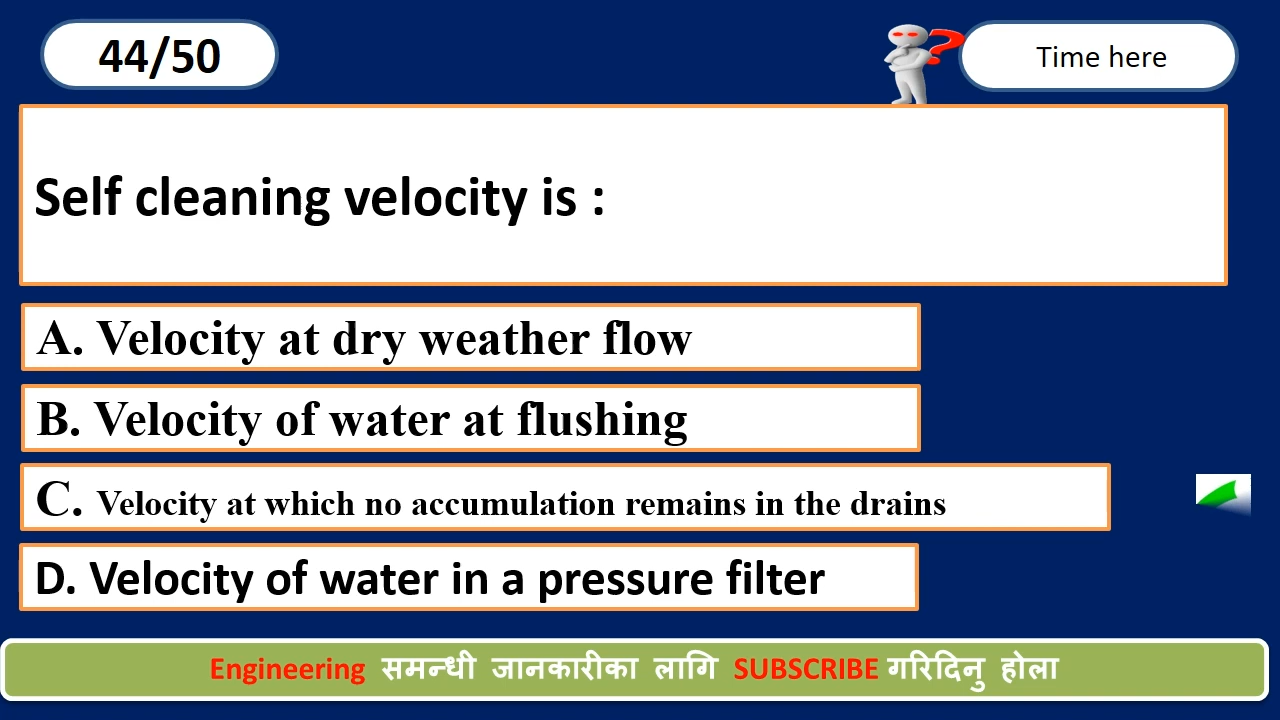 44/50
Time here
Self cleaning velocity is :
A. Velocity at dry weather flow
B. Velocity of water at flushing
C. Velocity at which no accumulation remains in the drains
D. Velocity of water in a pressure filter
Engineering समन्धी जानकारीका लागि SUBSCRIBE गरिदिनु होला